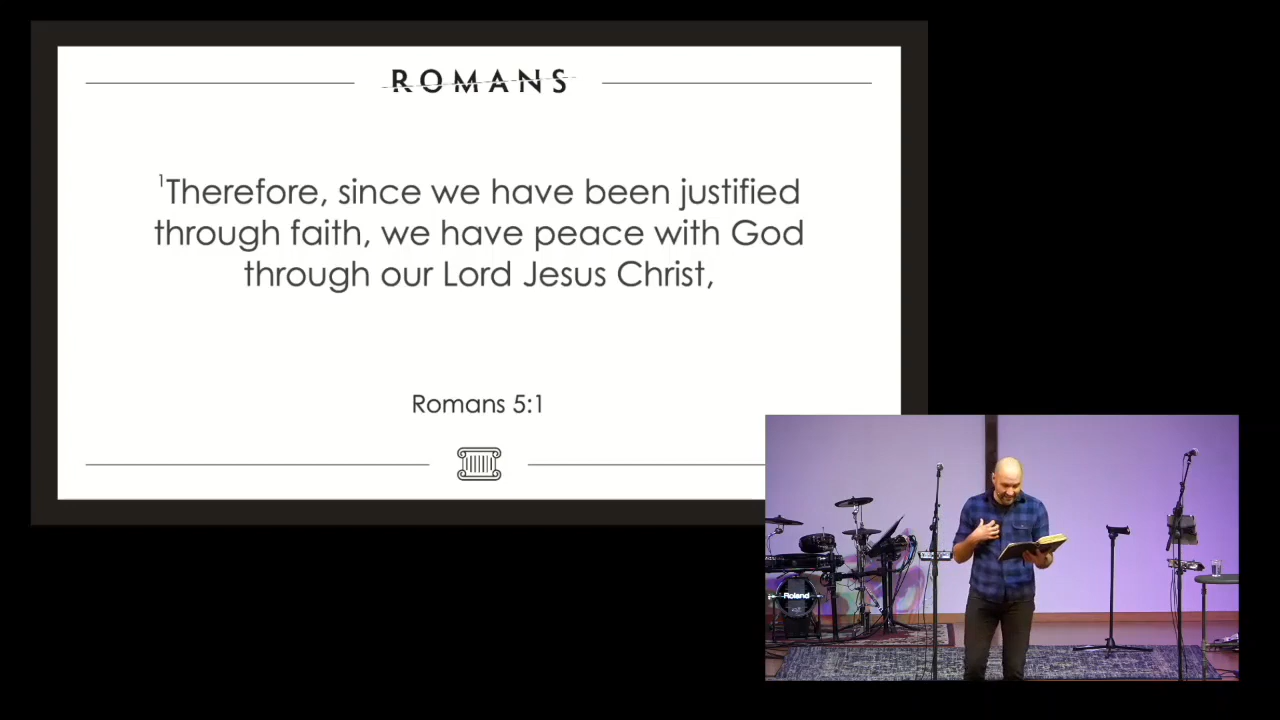 ROMANS
¹Therefore, since we have been justified
through faith, we have peace with God
through our Lord Jesus Christ,
Romans 5:1
Roland